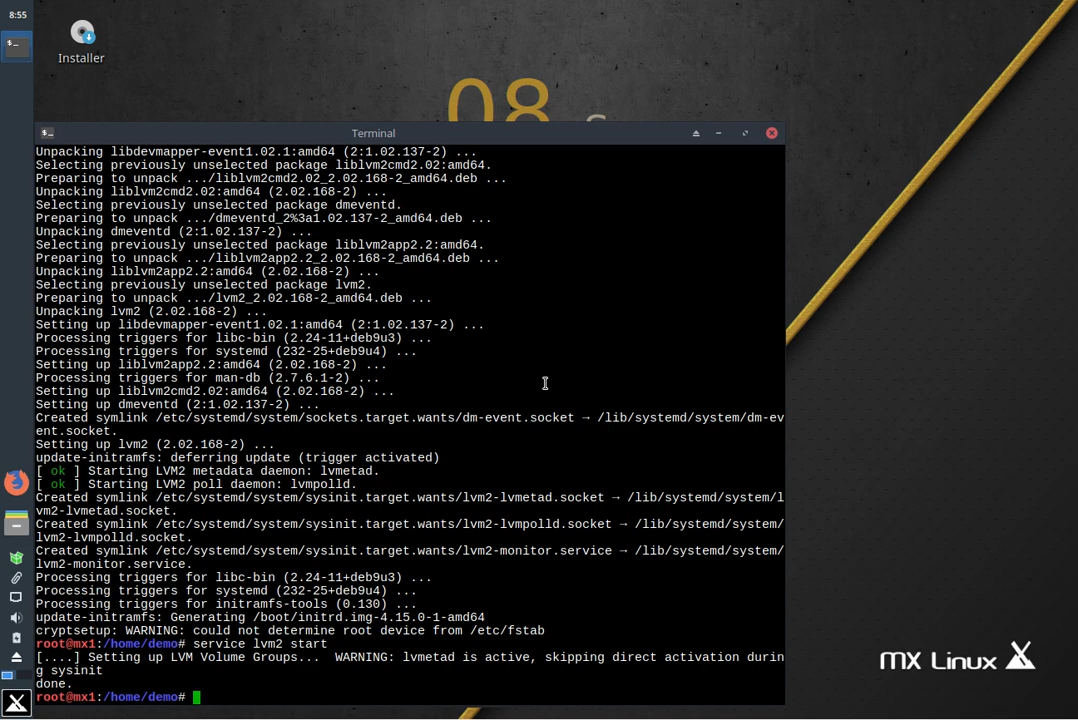 8:55
Installer
08
Terminal
Unpacking libdevmapper-event1.02.1:amd64 (2:1.02.137-2) ...
Selecting previously unselected package liblvm2cmd2.02:amd64.
Preparing to unpack .../liblvm2cmd2.02_2.02.168-2_amd64.deb ...
Unpacking liblvm2cmd2.02:amd64 (2.02.168-2) ...
Selecting previously unselected package dmeventd.
Preparing to unpack .../dmeventd_2%3a1.02.137-2_amd64.deb ...
Unpacking dmeventd (2:1.02.137-2) ...
Selecting previously unselected package liblvm2app2.2:amd64.
Preparing to unpack .../liblvm2app2.2_2.02.168-2_amd64.deb ...
Unpacking liblvm2app2.2:amd64 (2.02.168-2) ...
Selecting previously unselected package lvm2.
Preparing to unpack .../lvm2_2.02.168-2_amd64.deb ...
Unpacking lvm2 (2.02.168-2) ...
Setting up libdevmapper-event1.02.1:amd64 (2:1.02.137-2) ...
Processing triggers for libc-bin (2.24-11+deb9u3) ...
Processing triggers for systemd (232-25+deb9u4) ...
Setting up liblvm2app2.2:amd64 (2.02.168-2) ...
Processing triggers for man-db (2.7.6.1-2) ...
Setting up liblvm2cmd2.02:amd64 (2.02.168-2) ...
Setting up dmeventd (2:1.02.137-2) ...
Created symlink /etc/systemd/system/sockets.target.wants/dm-event.socket → /lib/systemd/system/dm-ev
ent.socket.
Setting up lvm2 (2.02.168-2) ...
update-initramfs: deferring update (trigger activated)
[ ok ] Starting LVM2 metadata daemon: lvmetad.
[ ok ] Starting LVM2 poll daemon: lvmpolld.
Created symlink /etc/systemd/system/sysinit.target.wants/lvm2-lvmetad.socket → /lib/systemd/system/l
vm2-lvmetad.socket.
Created symlink /etc/systemd/system/sysinit.target.wants/lvm2-lvmpolld.socket → /lib/systemd/system/
lvm2-lvmpolld.socket.
Created symlink /etc/systemd/system/sysinit.target.wants/lvm2-monitor.service → /lib/systemd/system/
lvm2-monitor.service.
Processing triggers for libc-bin (2.24-11+deb9u3) ...
Processing triggers for systemd (232-25+deb9u4) ...
Processing triggers for initramfs-tools (0.130) ...
update-initramfs: Generating /boot/initrd.img-4.15.0-1-amd64
cryptsetup: WARNING: could not determine root device from /etc/fstab
root@mx1:/home/demo# service lvm2 start
[....] Setting up LVM Volume Groups...  WARNING: lvmetad is active, skipping direct activation durin
g sysinit
done.
root@mx1:/home/demo#
MX Linux